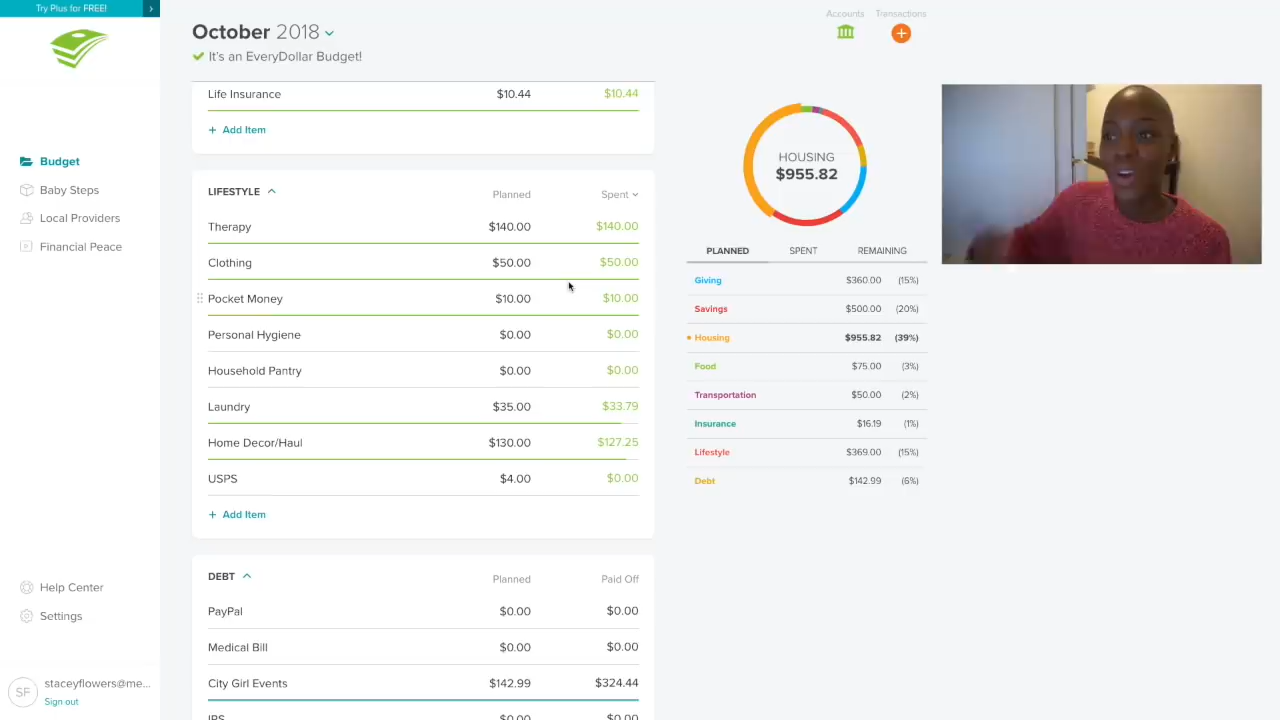 Try Plus for FREE! >
October 2018
It's an EveryDollar Budget!
Accounts Transactions
Budget
Baby Steps
Local Providers
Financial Peace
Help Center
Settings
SF
staceyflowers@me...
Sign out
Life Insurance $10.44 $10.44
+ Add Item
LIFESTYLE Planned Spent
Therapy $140.00 $140.00
Clothing $50.00 $50.00
Pocket Money $10.00 $10.00
Personal Hygiene $0.00 $0.00
Household Pantry $0.00 $0.00
Laundry $35.00 $33.79
Home Decor/Haul $130.00 $127.25
USPS $4.00 $0.00
+ Add Item
DEBT Planned Paid Off
PayPal $0.00 $0.00
Medical Bill $0.00 $0.00
City Girl Events $142.99 $324.44
IRS $0.00 $0.00
HOUSING
$955.82
PLANNED SPENT REMAINING
Giving $360.00 (15%)
Savings $500.00 (20%)
Housing $955.82 (39%)
Food $75.00 (3%)
Transportation $50.00 (2%)
Insurance $16.19 (1%)
Lifestyle $369.00 (15%)
Debt $142.99 (6%)